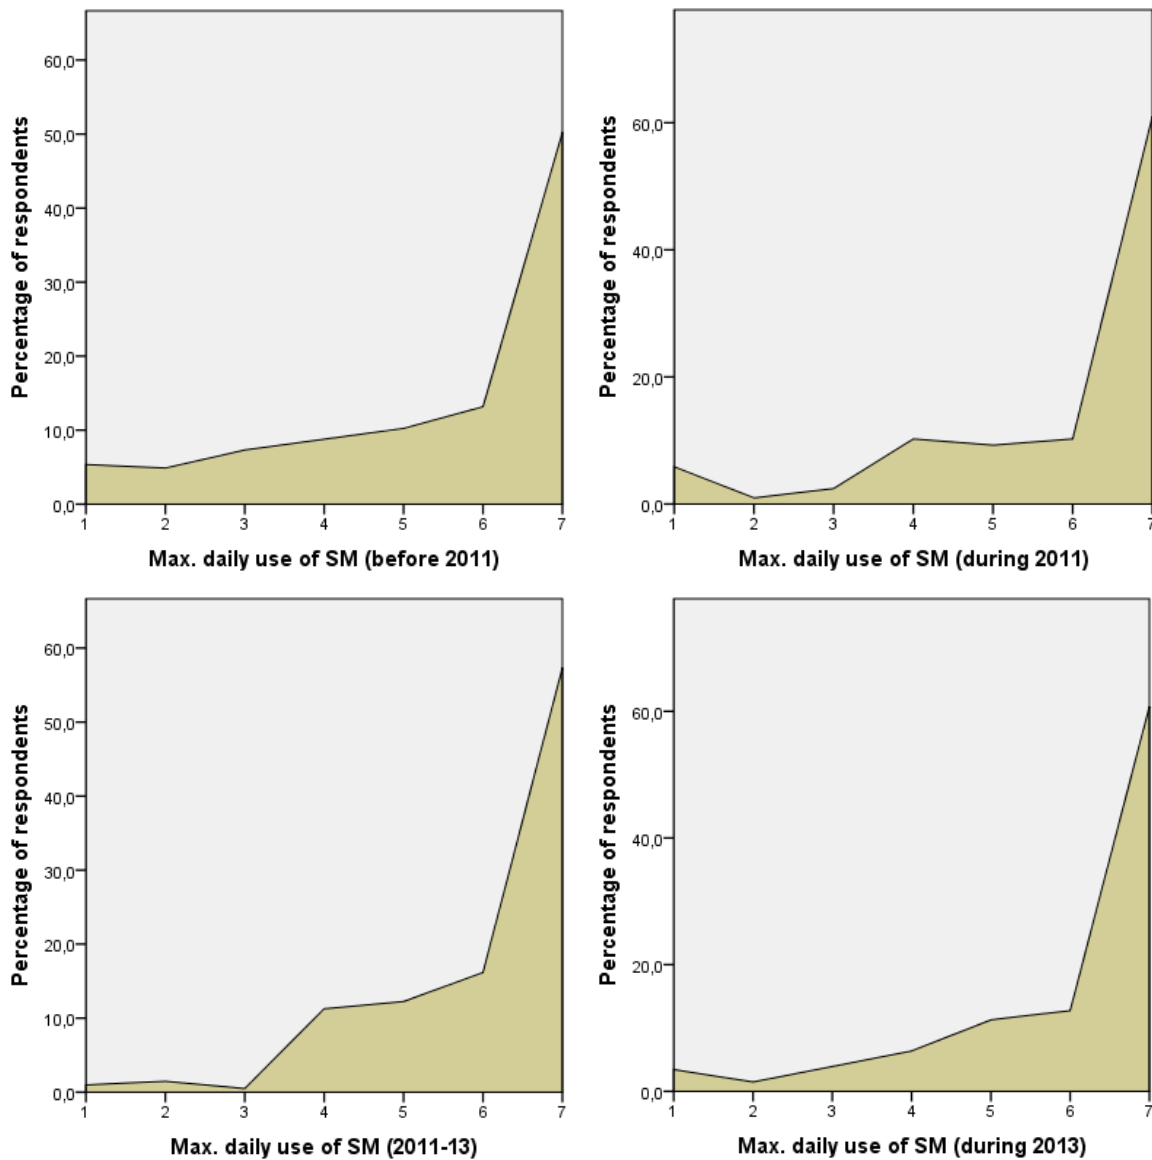 Percentage of respondents
60,0
50,0
40,0
30,0
20,0
10,0
0,0
1 2 3 4 5 6 7
Max. daily use of SM (before 2011)
Percentage of respondents
60,0
40,0
20,0
0,0
1 2 3 4 5 6 7
Max. daily use of SM (during 2011)
Percentage of respondents
60,0
50,0
40,0
30,0
20,0
10,0
0,0
1 2 3 4 5 6 7
Max. daily use of SM (2011-13)
Percentage of respondents
60,0
40,0
20,0
0,0
1 2 3 4 5 6 7
Max. daily use of SM (during 2013)